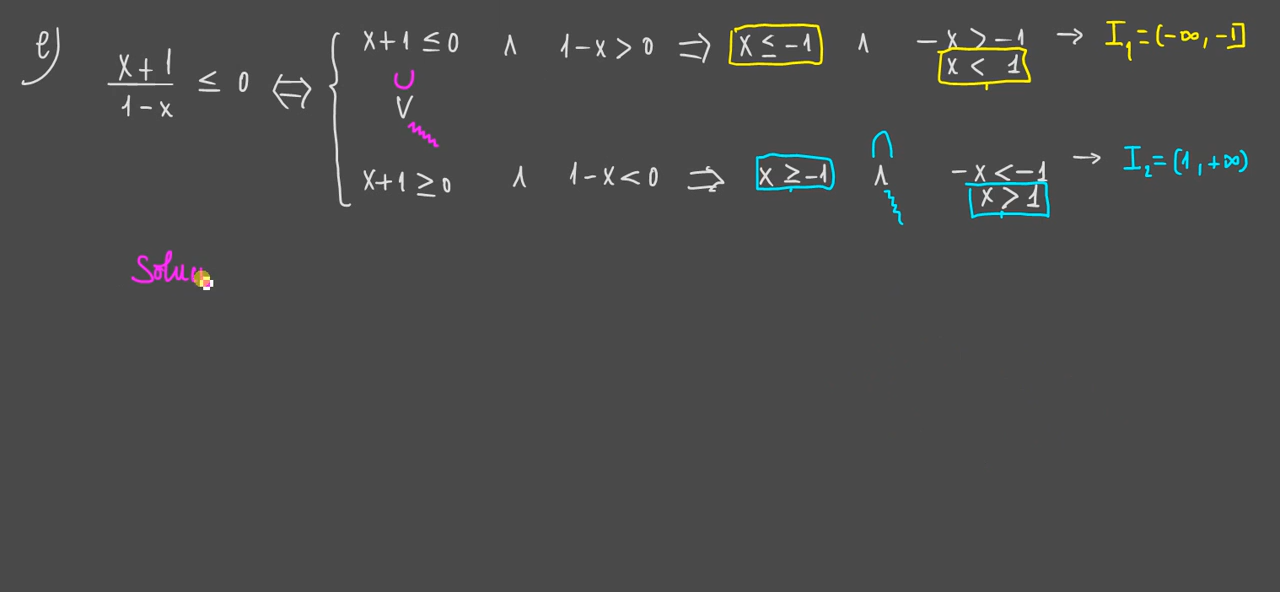 e) (x+1)/(1-x) ≤ 0 ⇔ {
x+1 ≤ 0 ∧ 1-x > 0 ⇒ x ≤ -1 ∧ -x > -1 → I₁ = (-∞, -1]
x < 1
∪
∨
∩
x+1 ≥ 0 ∧ 1-x < 0 ⇒ x ≥ -1 ∧ -x < -1 → I₂ = (1, +∞)
x > 1
Soluc